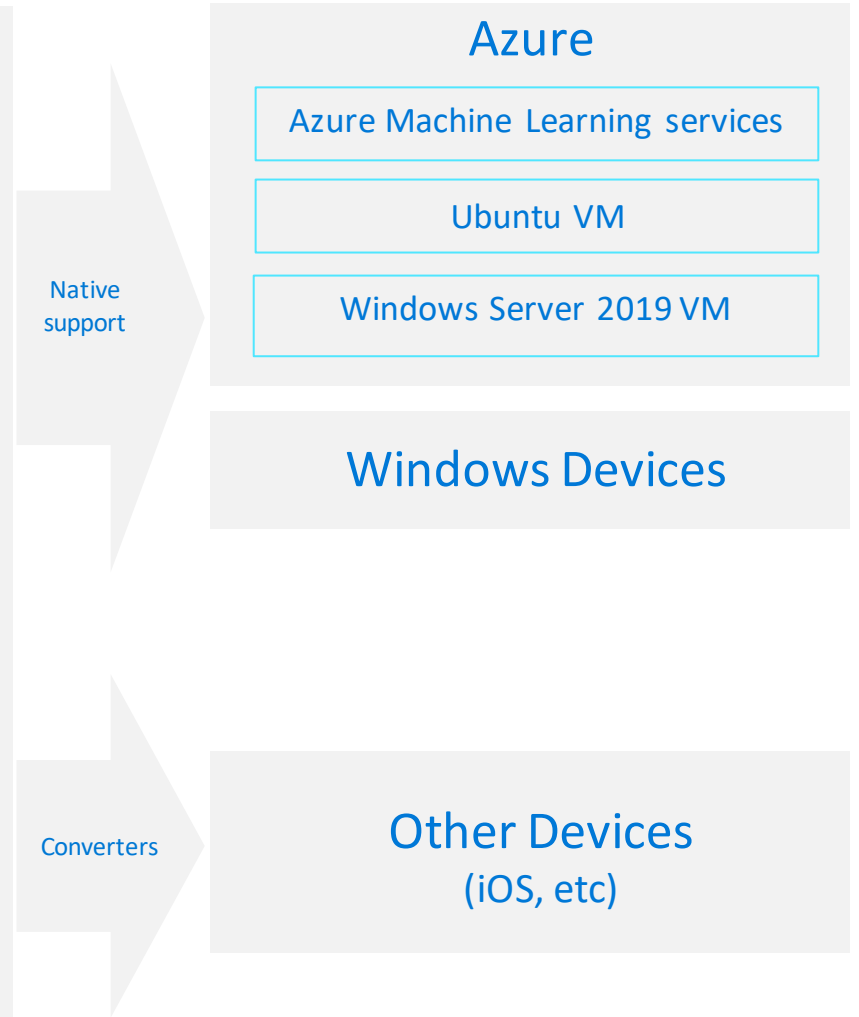 Azure
Azure Machine Learning services
Ubuntu VM
Windows Server 2019 VM
Native
support
Windows Devices
Converters
Other Devices
(iOS, etc)